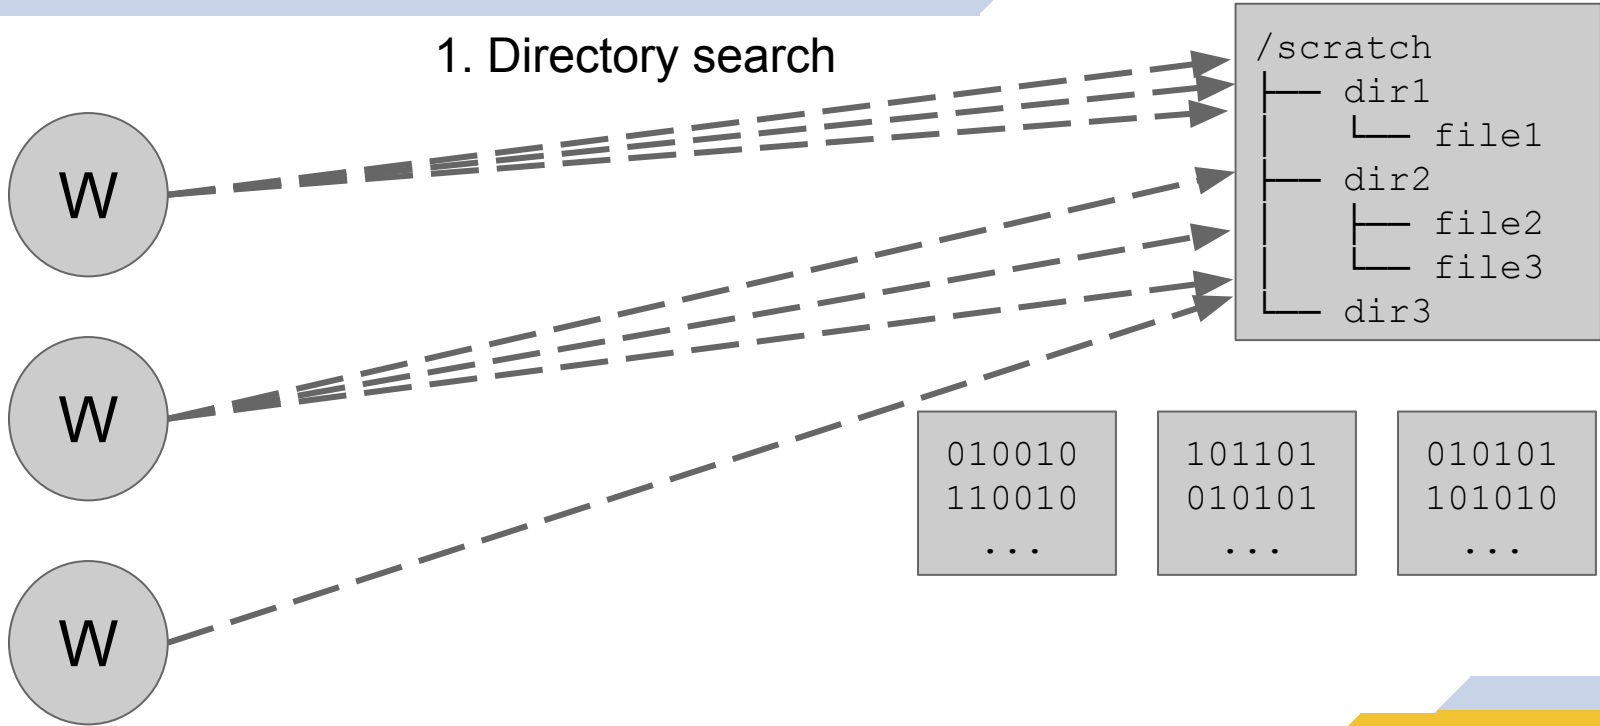 1. Directory search
/scratch
├── dir1
│   └── file1
├── dir2
│   ├── file2
│   └── file3
└── dir3
W
W
W
010010
110010
...
101101
010101
...
010101
101010
...